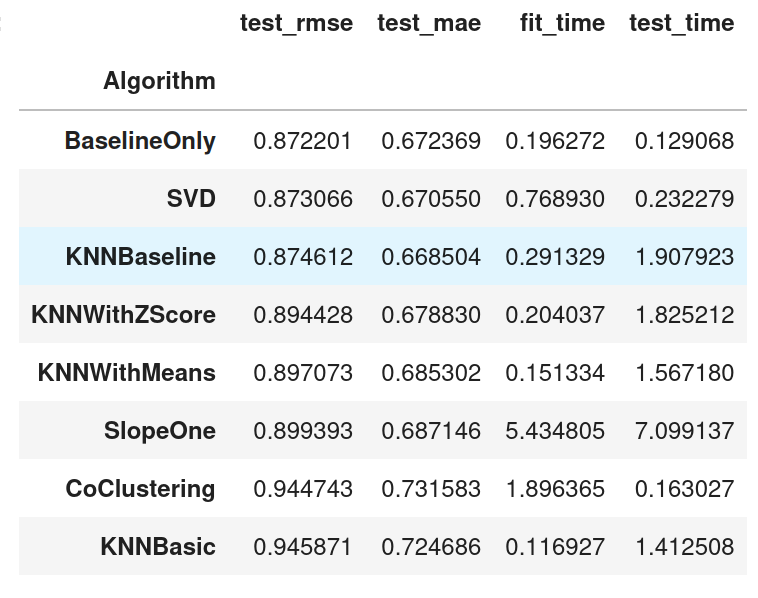 test_rmse test_mae fit_time test_time
Algorithm
BaselineOnly 0.872201 0.672369 0.196272 0.129068
SVD 0.873066 0.670550 0.768930 0.232279
KNNBaseline 0.874612 0.668504 0.291329 1.907923
KNNWithZScore 0.894428 0.678830 0.204037 1.825212
KNNWithMeans 0.897073 0.685302 0.151334 1.567180
SlopeOne 0.899393 0.687146 5.434805 7.099137
CoClustering 0.944743 0.731583 1.896365 0.163027
KNNBasic 0.945871 0.724686 0.116927 1.412508